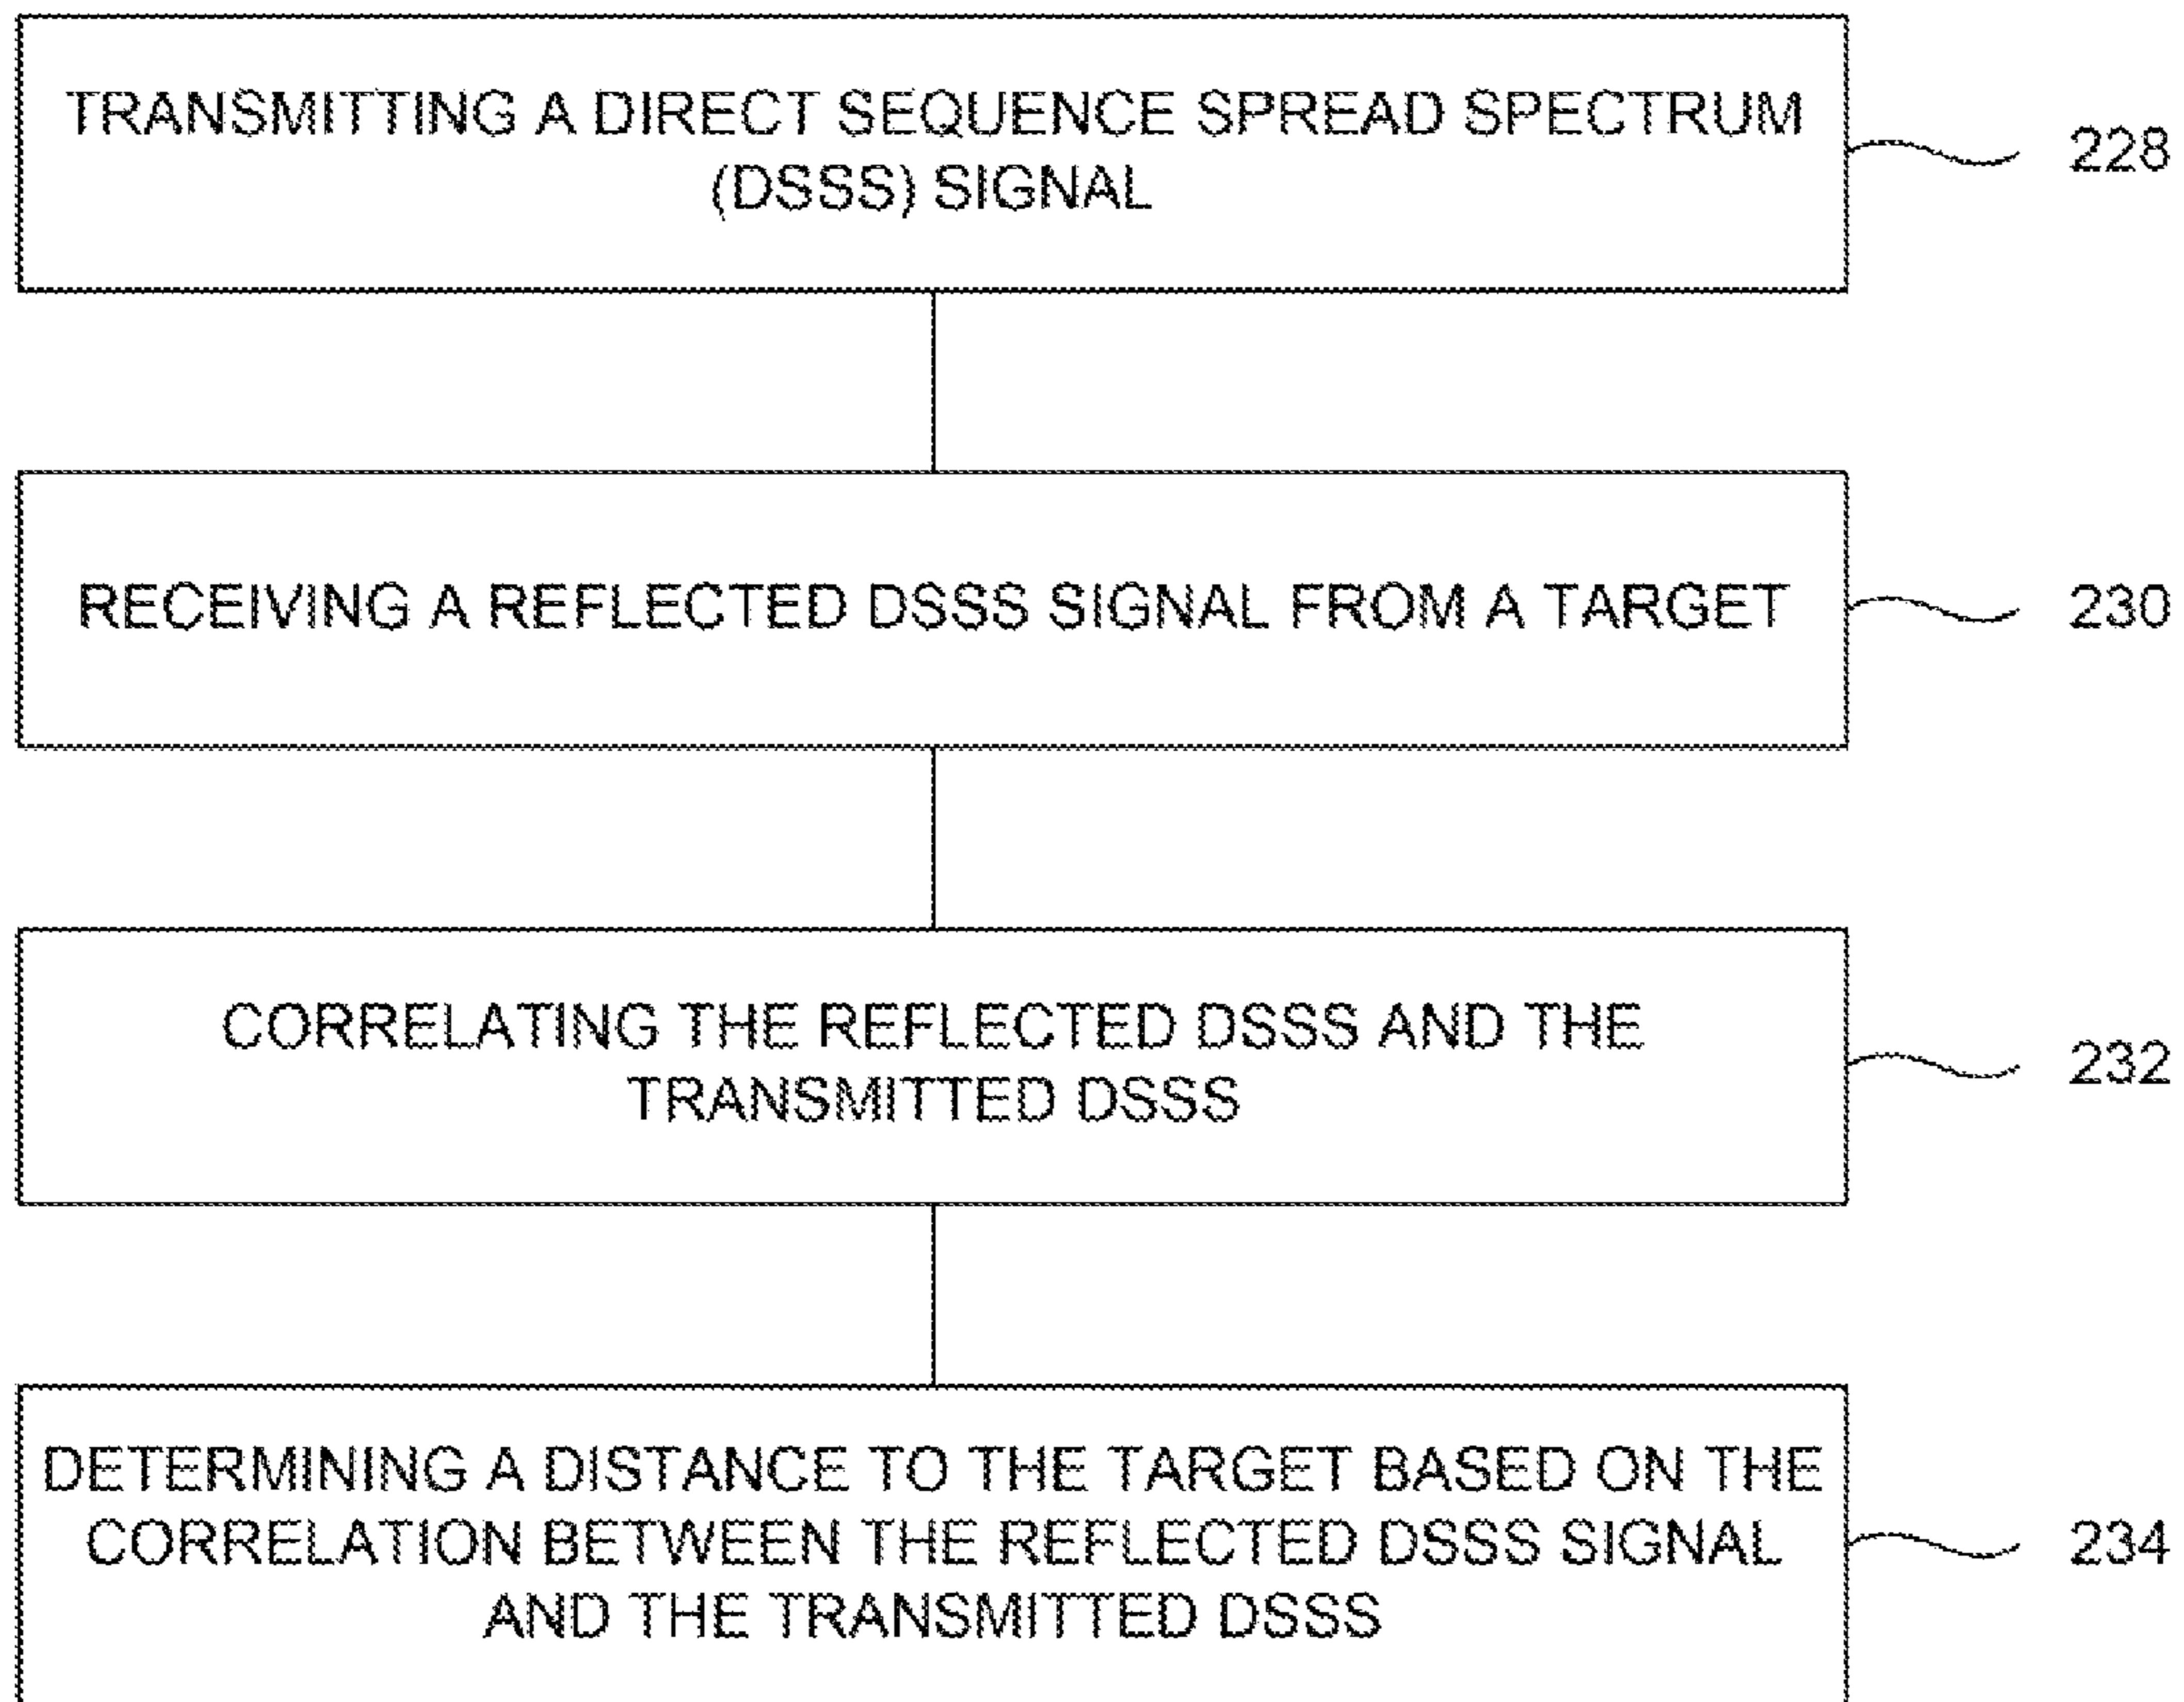 TRANSMITTING A DIRECT SEQUENCE SPREAD SPECTRUM
(DSSS) SIGNAL
228
RECEIVING A REFLECTED DSSS SIGNAL FROM A TARGET
230
CORRELATING THE REFLECTED DSSS AND THE
TRANSMITTED DSSS
232
DETERMINING A DISTANCE TO THE TARGET BASED ON THE
CORRELATION BETWEEN THE REFLECTED DSSS SIGNAL
AND THE TRANSMITTED DSSS
234